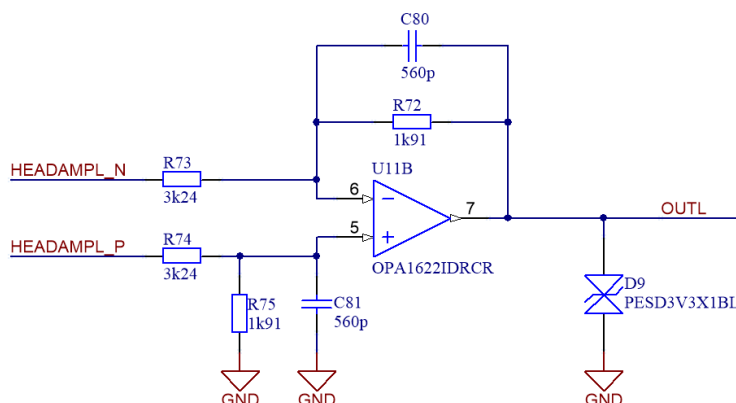 C80
560p
R72
1k91
HEADAMPL_N
R73
3k24
U11B
6
7
OUTL
HEADAMPL_P
R74
3k24
5
OPA1622IDRCR
R75
1k91
C81
560p
D9
PESD3V3X1BL
GND
GND
GND